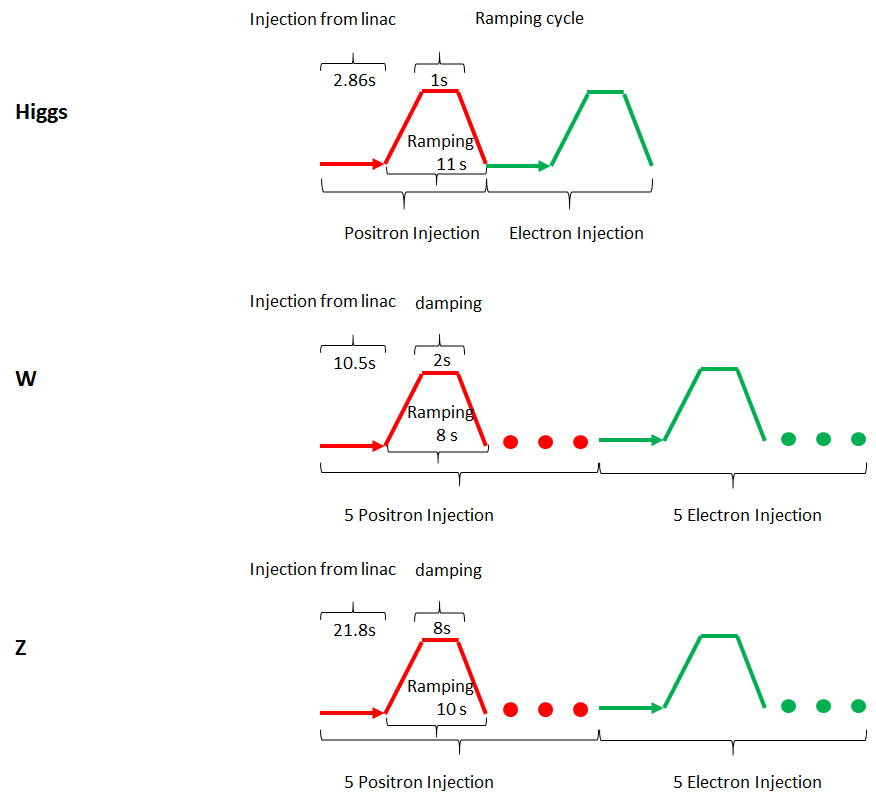 Injection from linac Ramping cycle
2.86s 1s
Higgs
Ramping
11 s
Positron Injection Electron Injection
Injection from linac damping
10.5s 2s
W
Ramping
8 s
5 Positron Injection 5 Electron Injection
Injection from linac damping
21.8s 8s
Z
Ramping
10 s
5 Positron Injection 5 Electron Injection